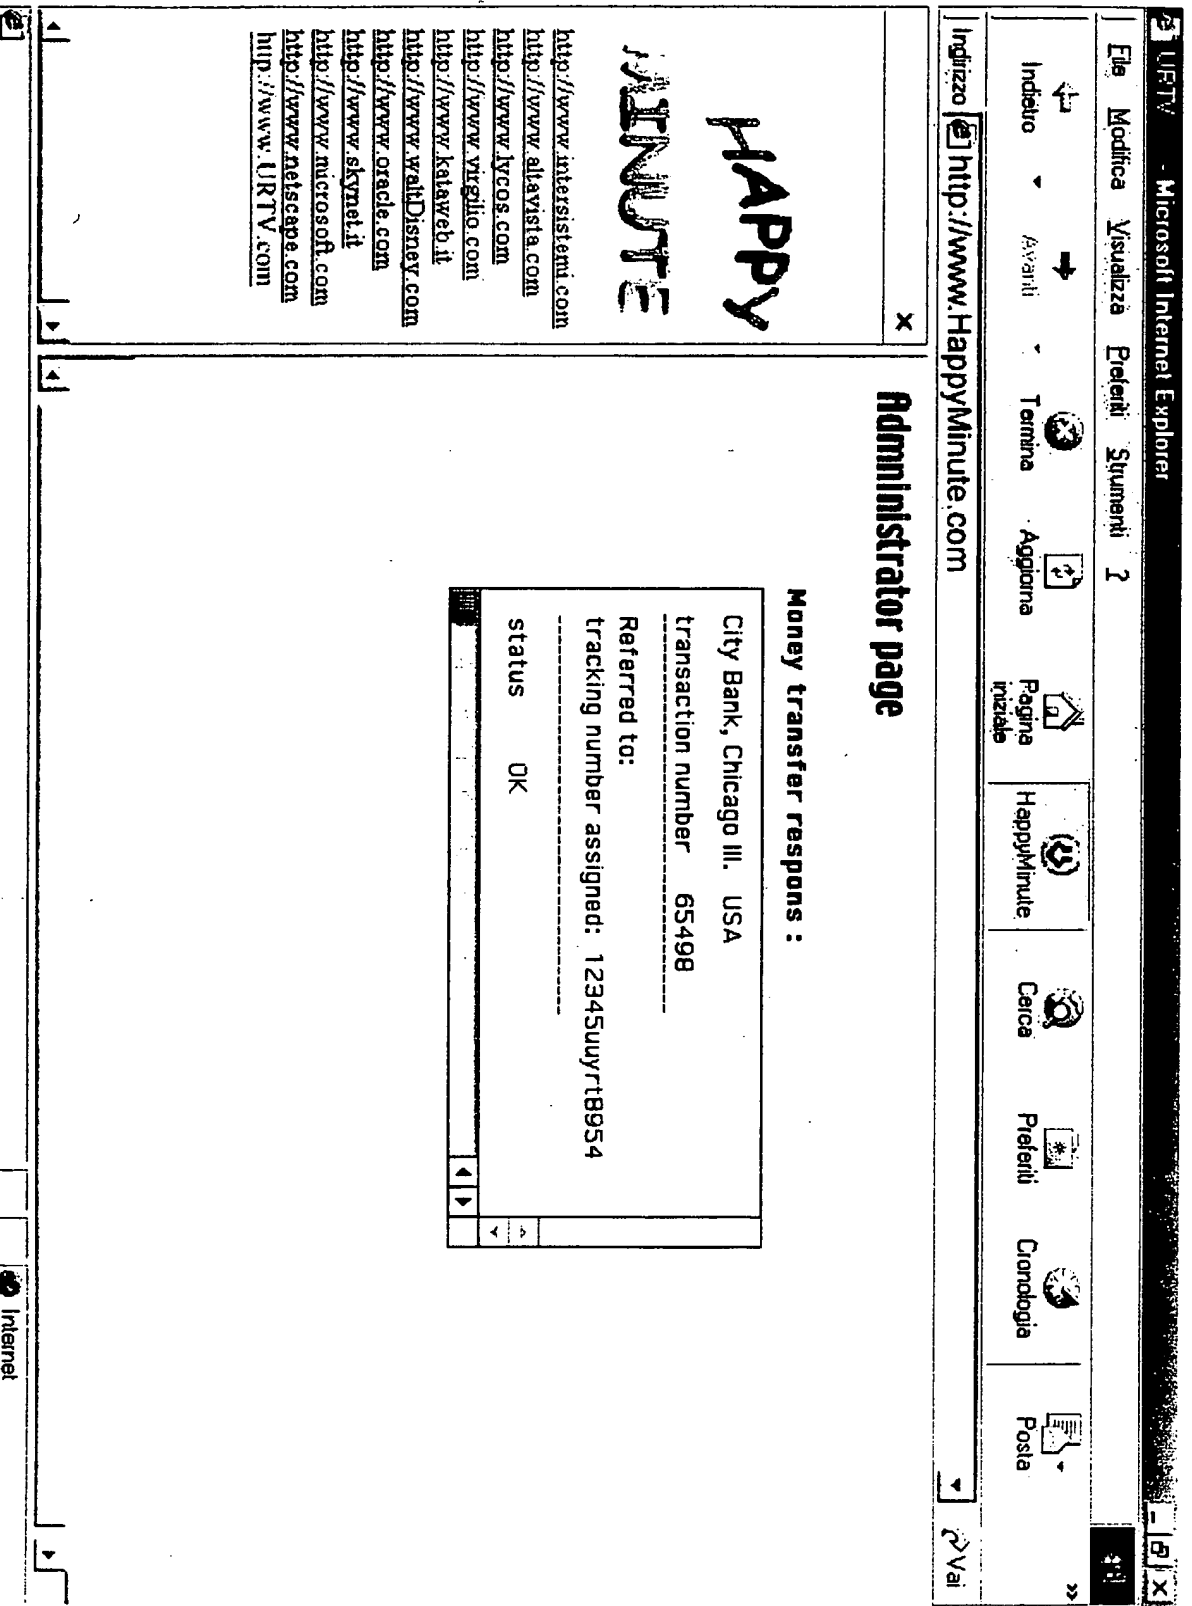 URTV - Microsoft Internet Explorer
File Modifica Visualizza Preferiti Strumenti ?
Indietro Avanti Termina Aggiorna Pagina iniziale HappyMinute Cerca Preferiti Cronologia Posta »
Indirizzo http://www.HappyMinute.com Vai
X
HAPPY
MINUTE
http://www.intersistemi.com
http://www.altavista.com
http://www.lycos.com
http://www.virgilio.com
http://www.kataweb.it
http://www.waltDisney.com
http://www.oracle.com
http://www.skynet.it
http://www.microsoft.com
http://www.netscape.com
http://www.URTV.com
Admninistrator page
Money transfer respons :
City Bank, Chicago Ill. USA
transaction number 65498
Referred to:
tracking number assigned: 12345uuyrt8954
status OK
Internet